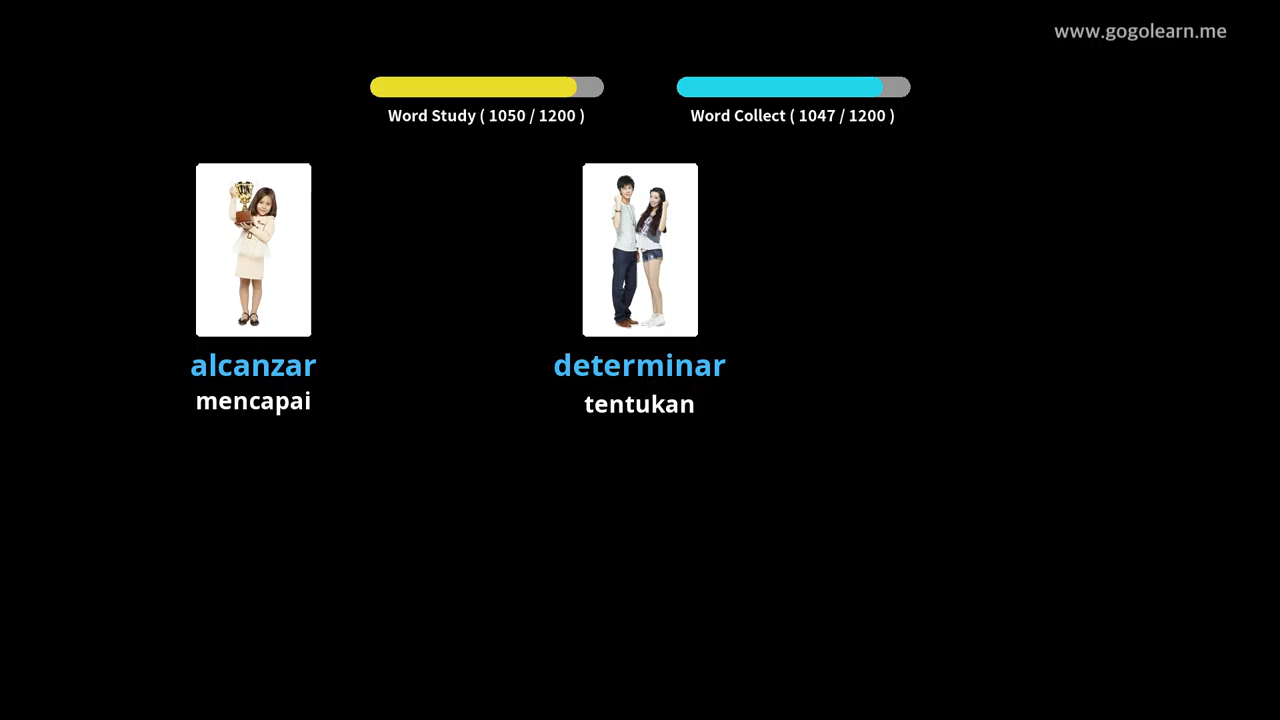 www.gogolearn.me
Word Study ( 1050 / 1200 )
Word Collect ( 1047 / 1200 )
alcanzar
mencapai
determinar
tentukan